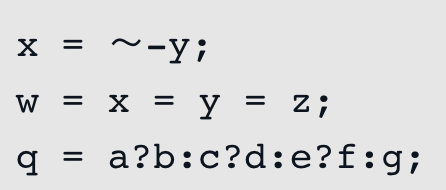 x = ~-y;
w = x = y = z;
q = a?b:c?d:e?f:g;